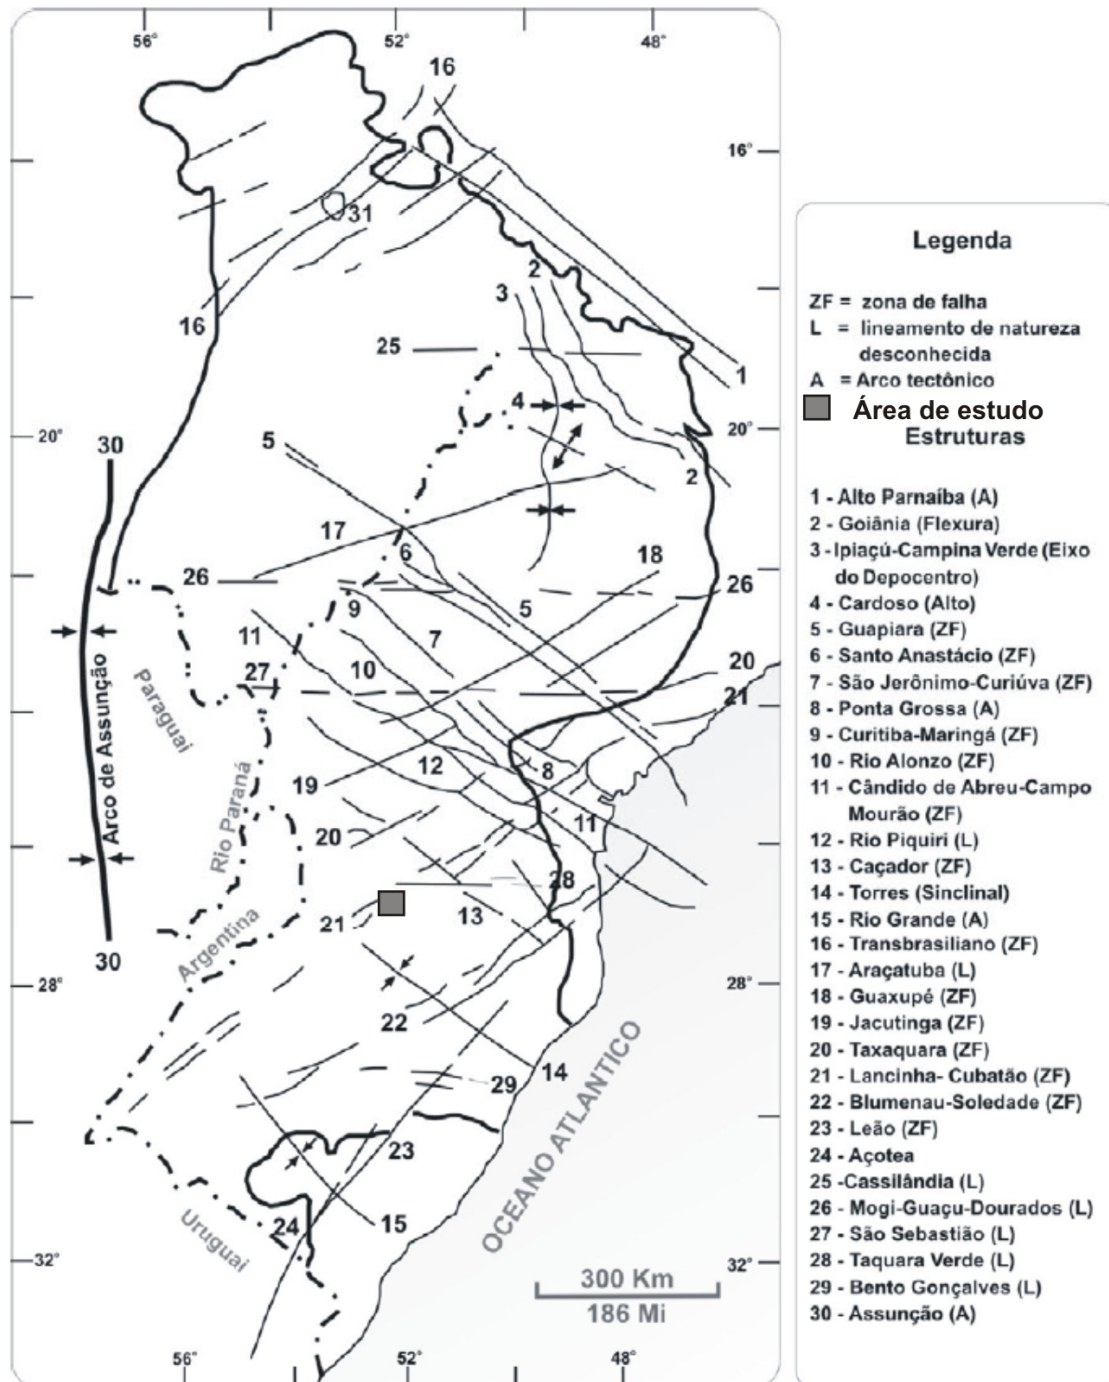 56°
52°
48°
16
16°
31
2
3
16
25
1
4
20°
20°
30
5
2
17
6
18
26
26
9
5
11
7
10
27
20
21
Paraguai
Arco de Assunção
8
12
19
Rio Paraná
11
20
28
13
21
Argentina
30
28°
28°
22
14
29
23
OCEANO ATLANTICO
24
15
Uruguai
32°
32°
300 Km
186 Mi
56°
52°
48°
Legenda
ZF = zona de falha
L = lineamento de natureza
desconhecida
A = Arco tectônico
Área de estudo
Estruturas
1 - Alto Parnaíba (A)
2 - Goiânia (Flexura)
3 - Ipiaçú-Campina Verde (Eixo
do Depocentro)
4 - Cardoso (Alto)
5 - Guapiara (ZF)
6 - Santo Anastácio (ZF)
7 - São Jerônimo-Curiúva (ZF)
8 - Ponta Grossa (A)
9 - Curitiba-Maringá (ZF)
10 - Rio Alonzo (ZF)
11 - Cândido de Abreu-Campo
Mourão (ZF)
12 - Rio Piquiri (L)
13 - Caçador (ZF)
14 - Torres (Sinclinal)
15 - Rio Grande (A)
16 - Transbrasiliano (ZF)
17 - Araçatuba (L)
18 - Guaxupé (ZF)
19 - Jacutinga (ZF)
20 - Taxaquara (ZF)
21 - Lancinha- Cubatão (ZF)
22 - Blumenau-Soledade (ZF)
23 - Leão (ZF)
24 - Açotea
25 -Cassilândia (L)
26 - Mogi-Guaçu-Dourados (L)
27 - São Sebastião (L)
28 - Taquara Verde (L)
29 - Bento Gonçalves (L)
30 - Assunção (A)